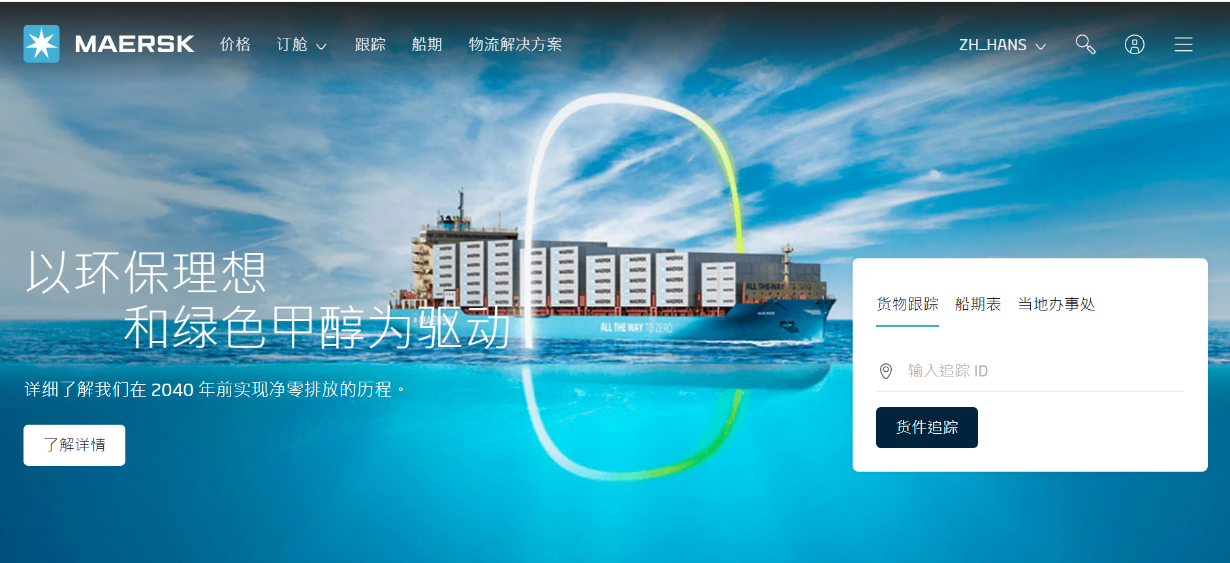 MAERSK
价格
订舱
跟踪
船期
物流解决方案
ZH_HANS
以环保理想
和绿色甲醇为驱动
详细了解我们在 2040 年前实现净零排放的历程。
了解详情
货物跟踪
船期表
当地办事处
输入追踪 ID
货件追踪
MAERSK
ALL THE WAY TO ZERO
ALL THE WAY